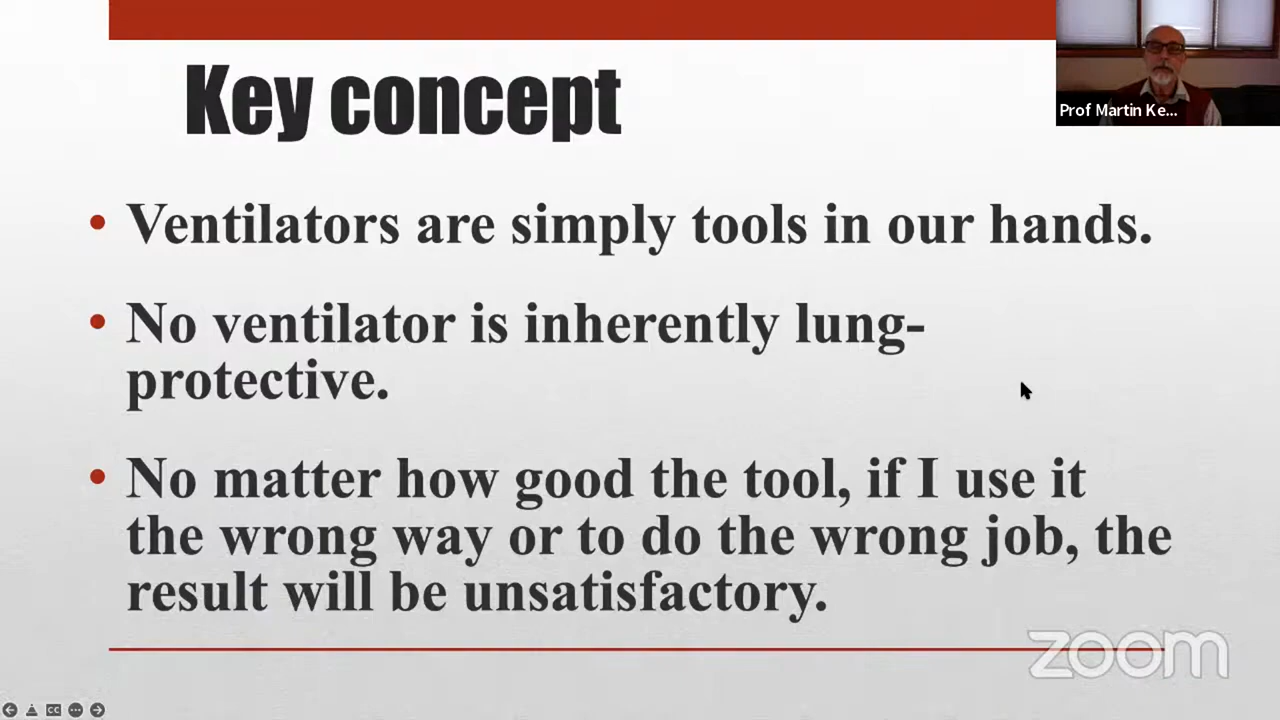 Key concept
Prof Martin Ke...
• Ventilators are simply tools in our hands.
• No ventilator is inherently lung-
protective.
• No matter how good the tool, if I use it
the wrong way or to do the wrong job, the
result will be unsatisfactory.
zoom
CC